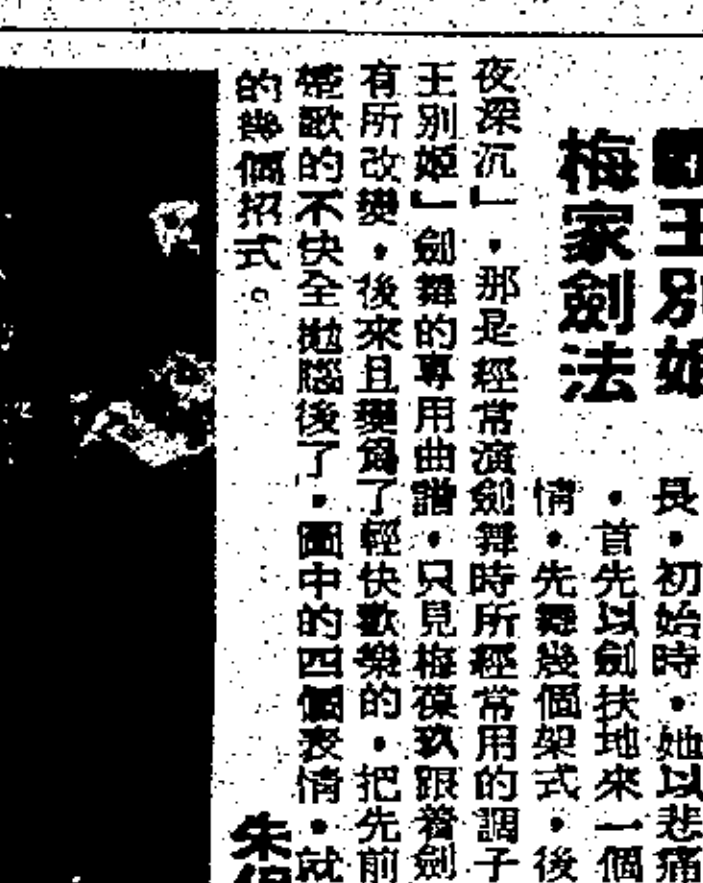 霸王別姬
梅家劍法
長，初始時，她以悲痛
，首先以劍扶地來一個
情，先舞幾個架式，後
夜深沉」，那是經常演劍舞時所經常用的調子
王別姬」劍舞的專用曲譜，只見梅葆玖跟着劍
有所改變，後來且變爲了輕快歡樂的，把先前
歌的不快全拋腦後了，圖中的四個表情，就
的幾個招式。
朱